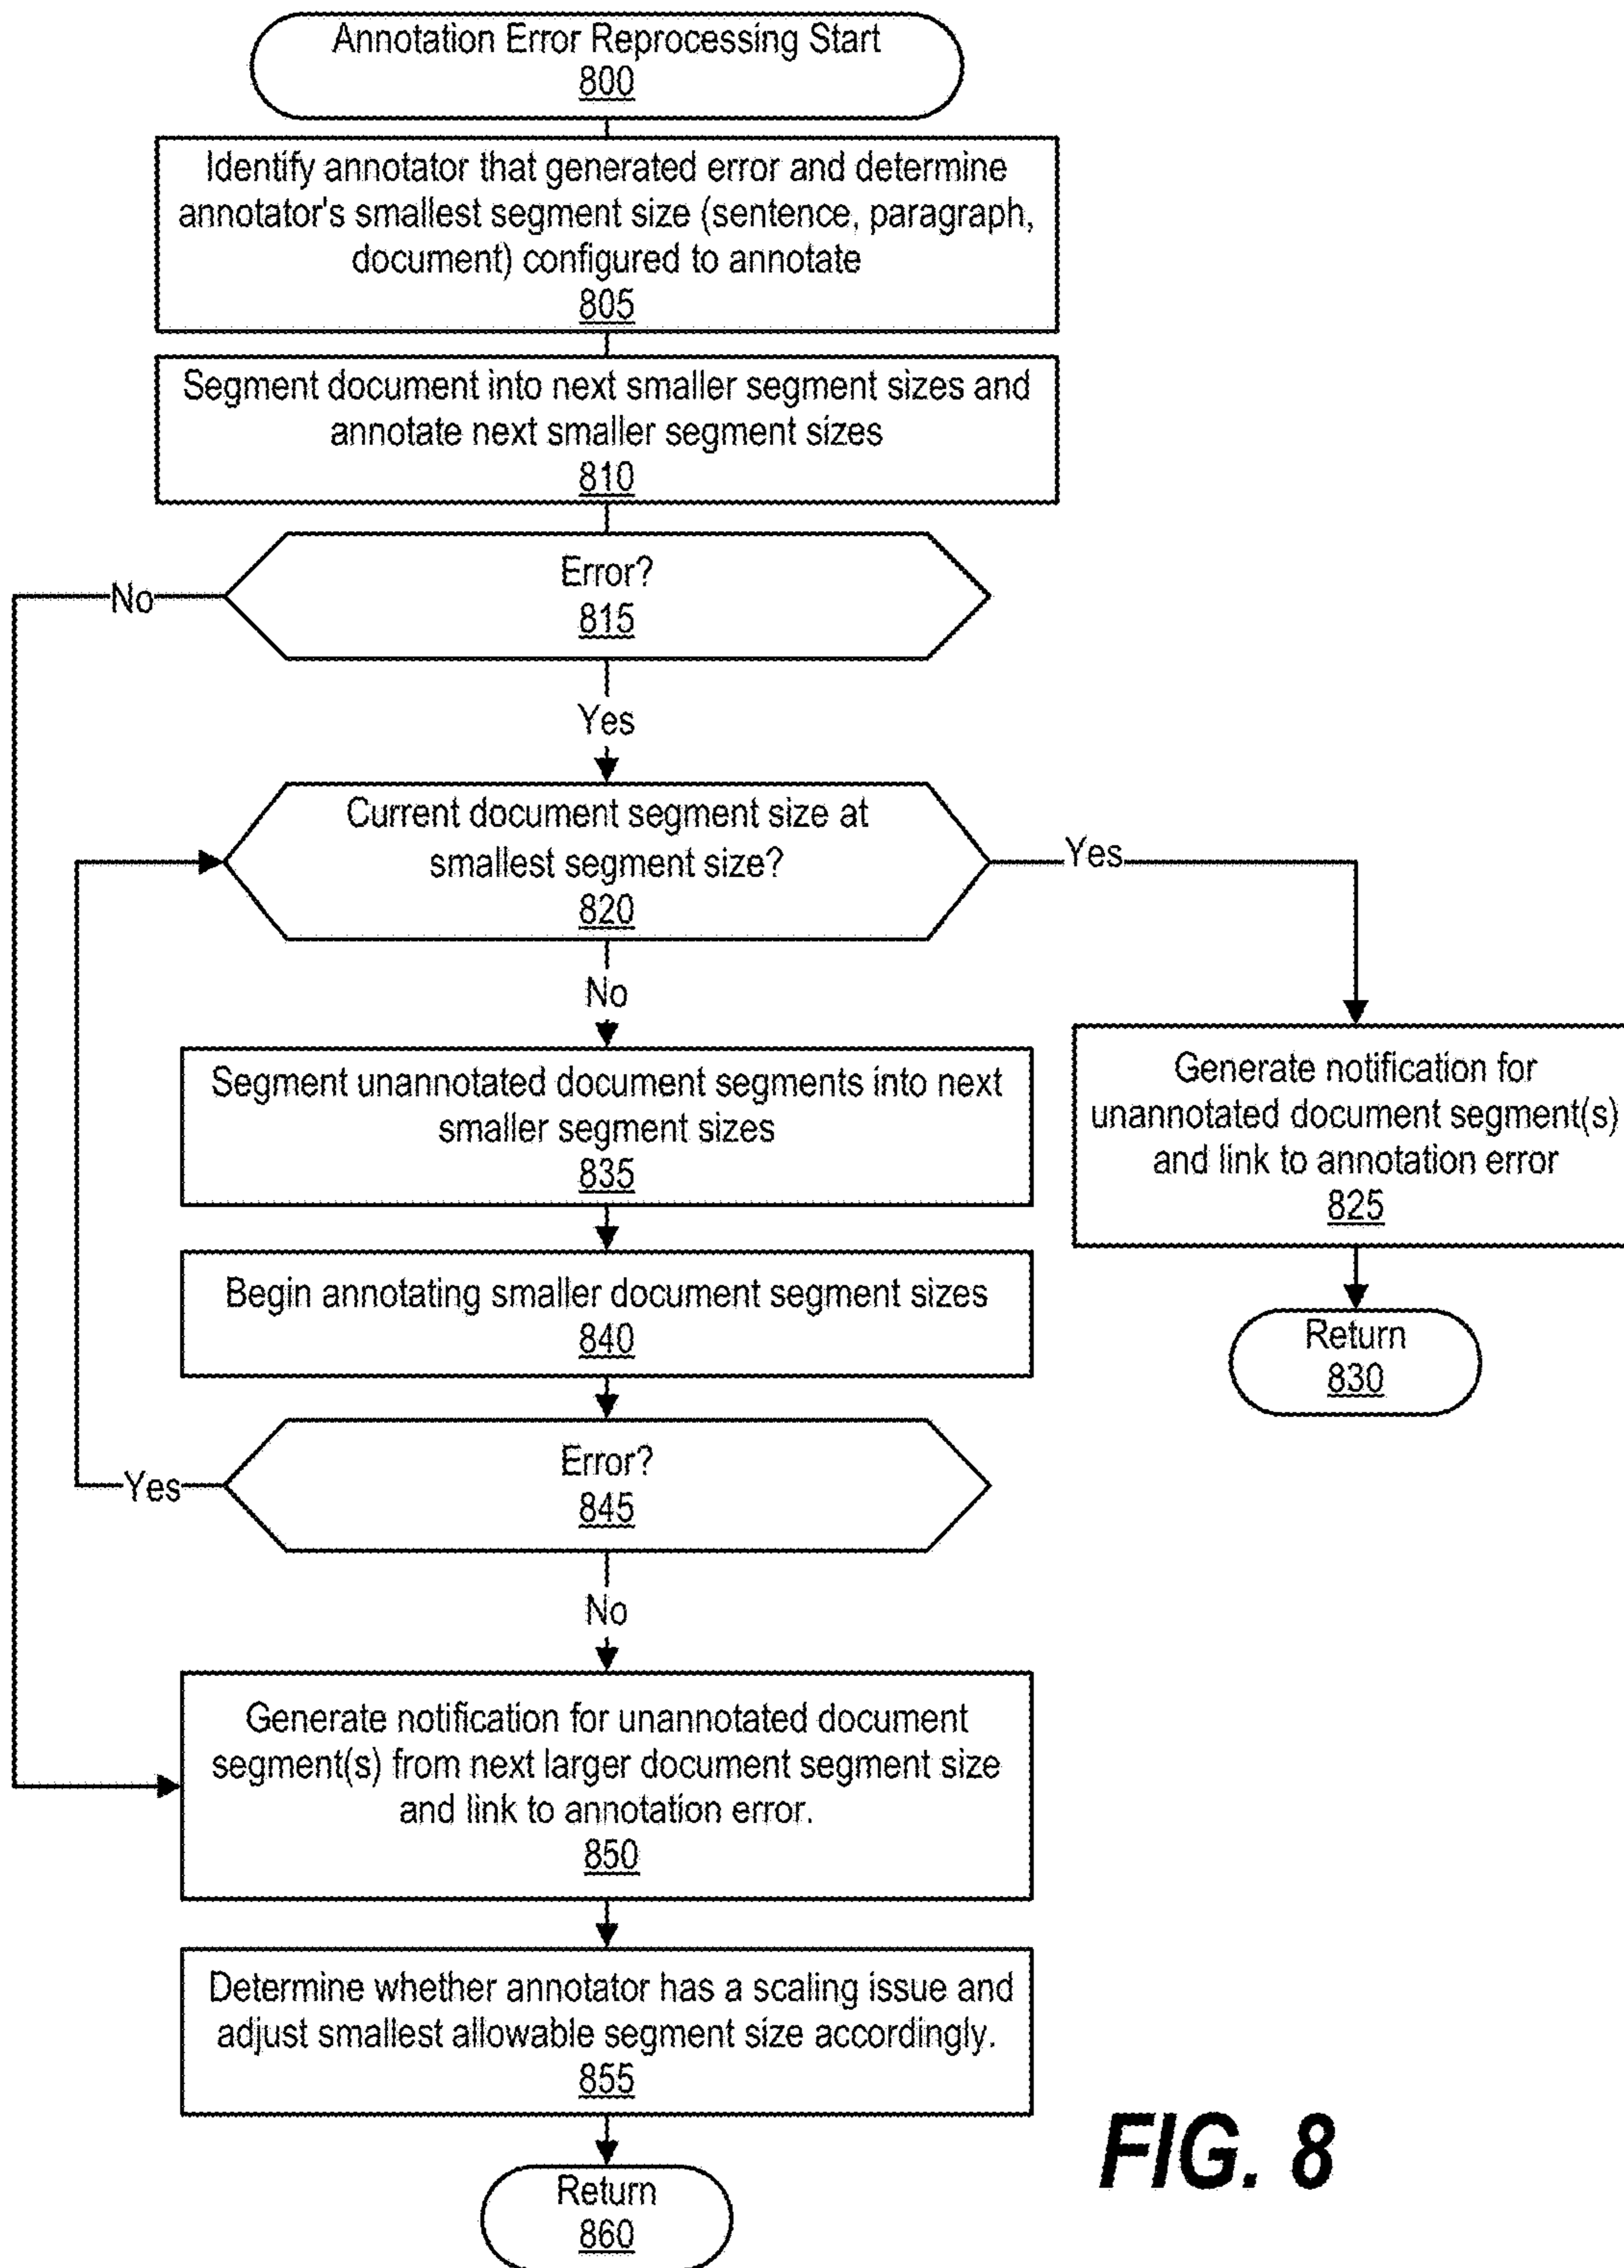 Annotation Error Reprocessing Start
800
Identify annotator that generated error and determine
annotator's smallest segment size (sentence, paragraph,
document) configured to annotate
805
Segment document into next smaller segment sizes and
annotate next smaller segment sizes
810
Error?
815
No
Yes
Current document segment size at
smallest segment size?
820
Yes
No
Segment unannotated document segments into next
smaller segment sizes
835
Generate notification for
unannotated document segment(s)
and link to annotation error
825
Begin annotating smaller document segment sizes
840
Return
830
Error?
845
Yes
No
Generate notification for unannotated document
segment(s) from next larger document segment size
and link to annotation error.
850
Determine whether annotator has a scaling issue and
adjust smallest allowable segment size accordingly.
855
Return
860
FIG. 8